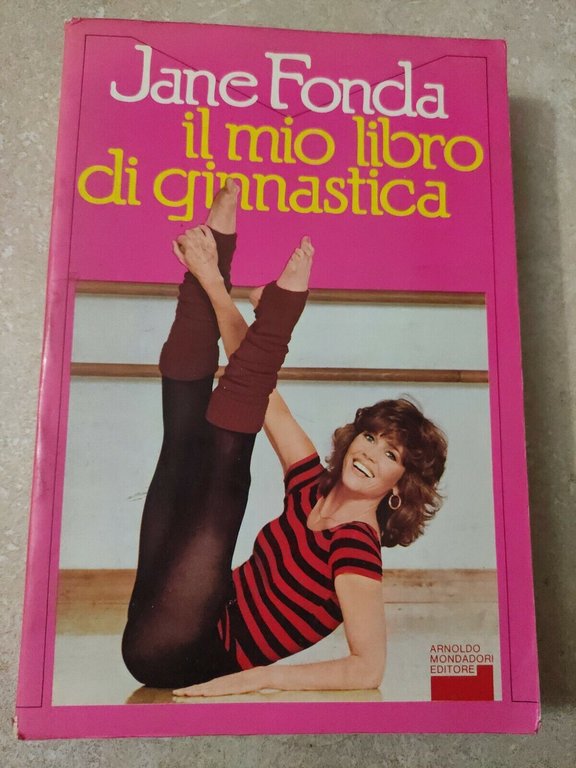 Jane Fonda
il mio libro
di ginnastica
ARNOLDO
MONDADORI
EDITORE